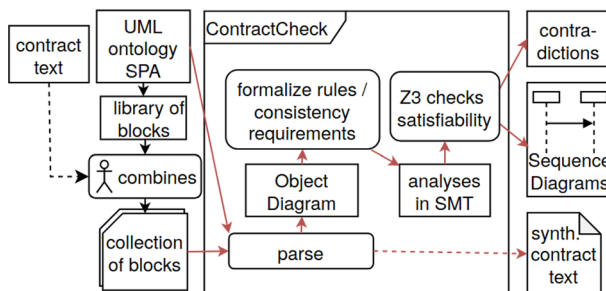 contract
text
UML
ontology
SPA
library of
blocks
combines
collection
of blocks
ContractCheck
formalize rules /
consistency
requirements
Z3 checks
satisfiability
Object
Diagram
analyses
in SMT
parse
contra-
dictions
Sequence
Diagrams
synth.
contract
text